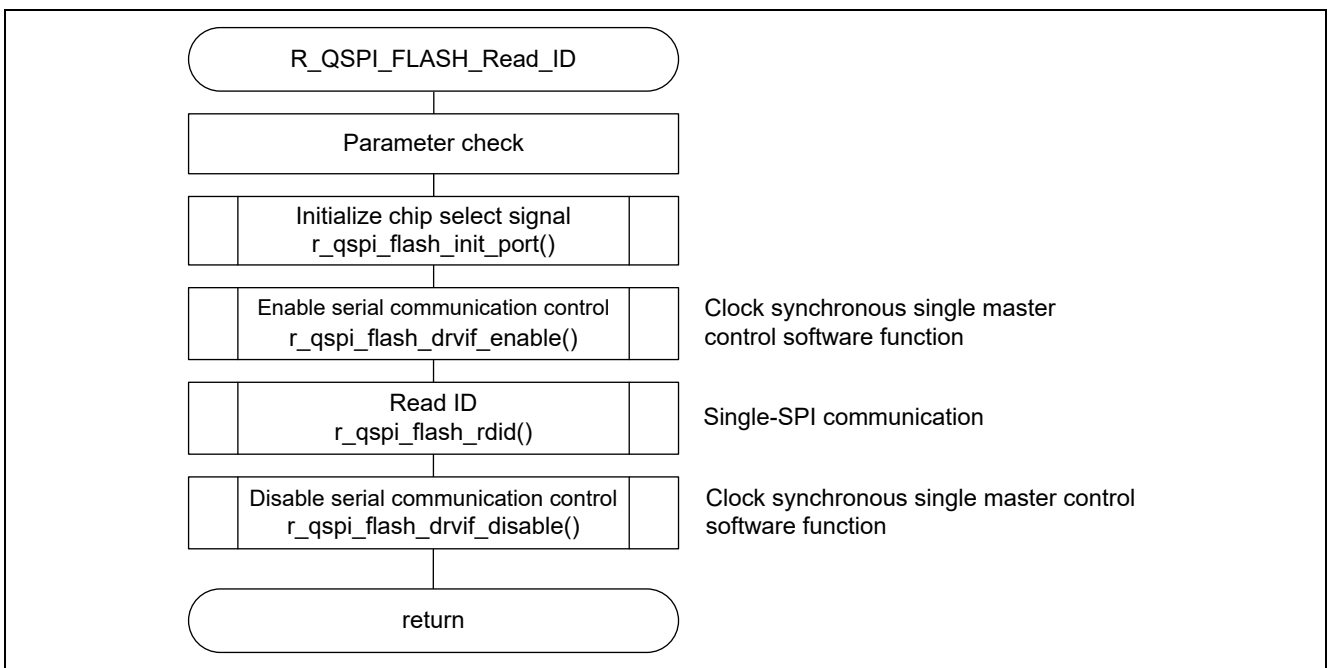 R_QSPI_FLASH_Read_ID
Parameter check
Initialize chip select signal
r_qspi_flash_init_port()
Enable serial communication control
r_qspi_flash_drvif_enable()
Clock synchronous single master
control software function
Read ID
r_qspi_flash_rdid()
Single-SPI communication
Disable serial communication control
r_qspi_flash_drvif_disable()
Clock synchronous single master control
software function
return